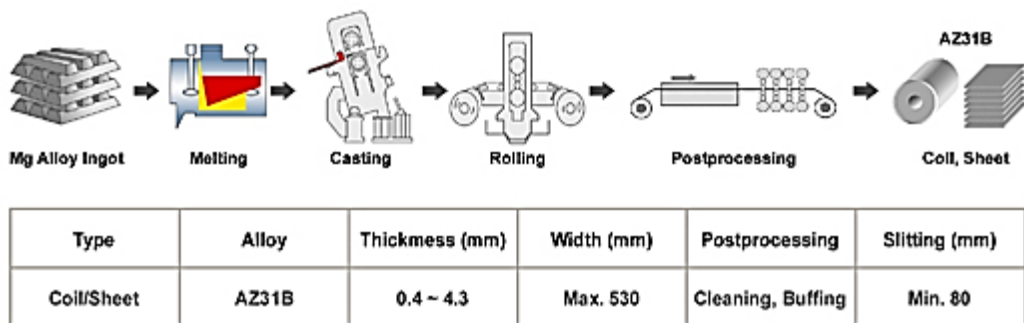 AZ31B
Mg Alloy Ingot
Melting
Casting
Rolling
Postprocessing
Coil, Sheet
Type Alloy Thickmess (mm) Width (mm) Postprocessing Slitting (mm)
Coil/Sheet AZ31B 0.4 ~ 4.3 Max. 530 Cleaning, Buffing Min. 80